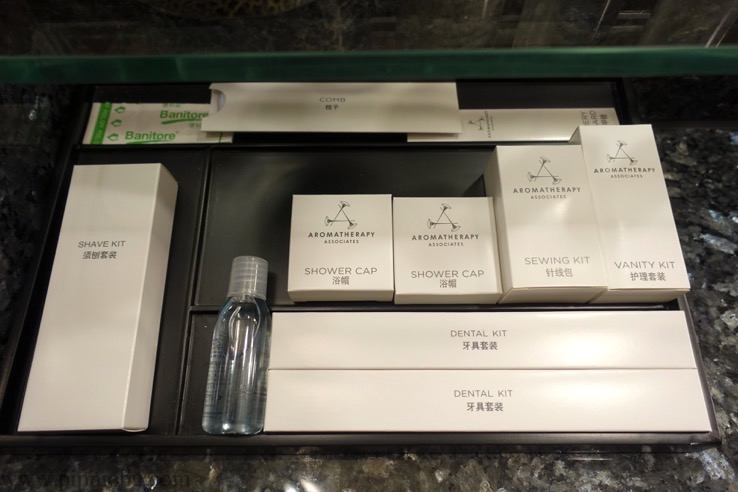 COMB
梳子
Banitore®
Banitore®
SHAVE KIT
须刨套装
AROMATHERAPY
ASSOCIATES
SHOWER CAP
浴帽
AROMATHERAPY
ASSOCIATES
SHOWER CAP
浴帽
AROMATHERAPY
ASSOCIATES
SEWING KIT
针线包
AROMATHERAPY
ASSOCIATES
VANITY KIT
护理套装
DENTAL KIT
牙具套装
DENTAL KIT
牙具套装